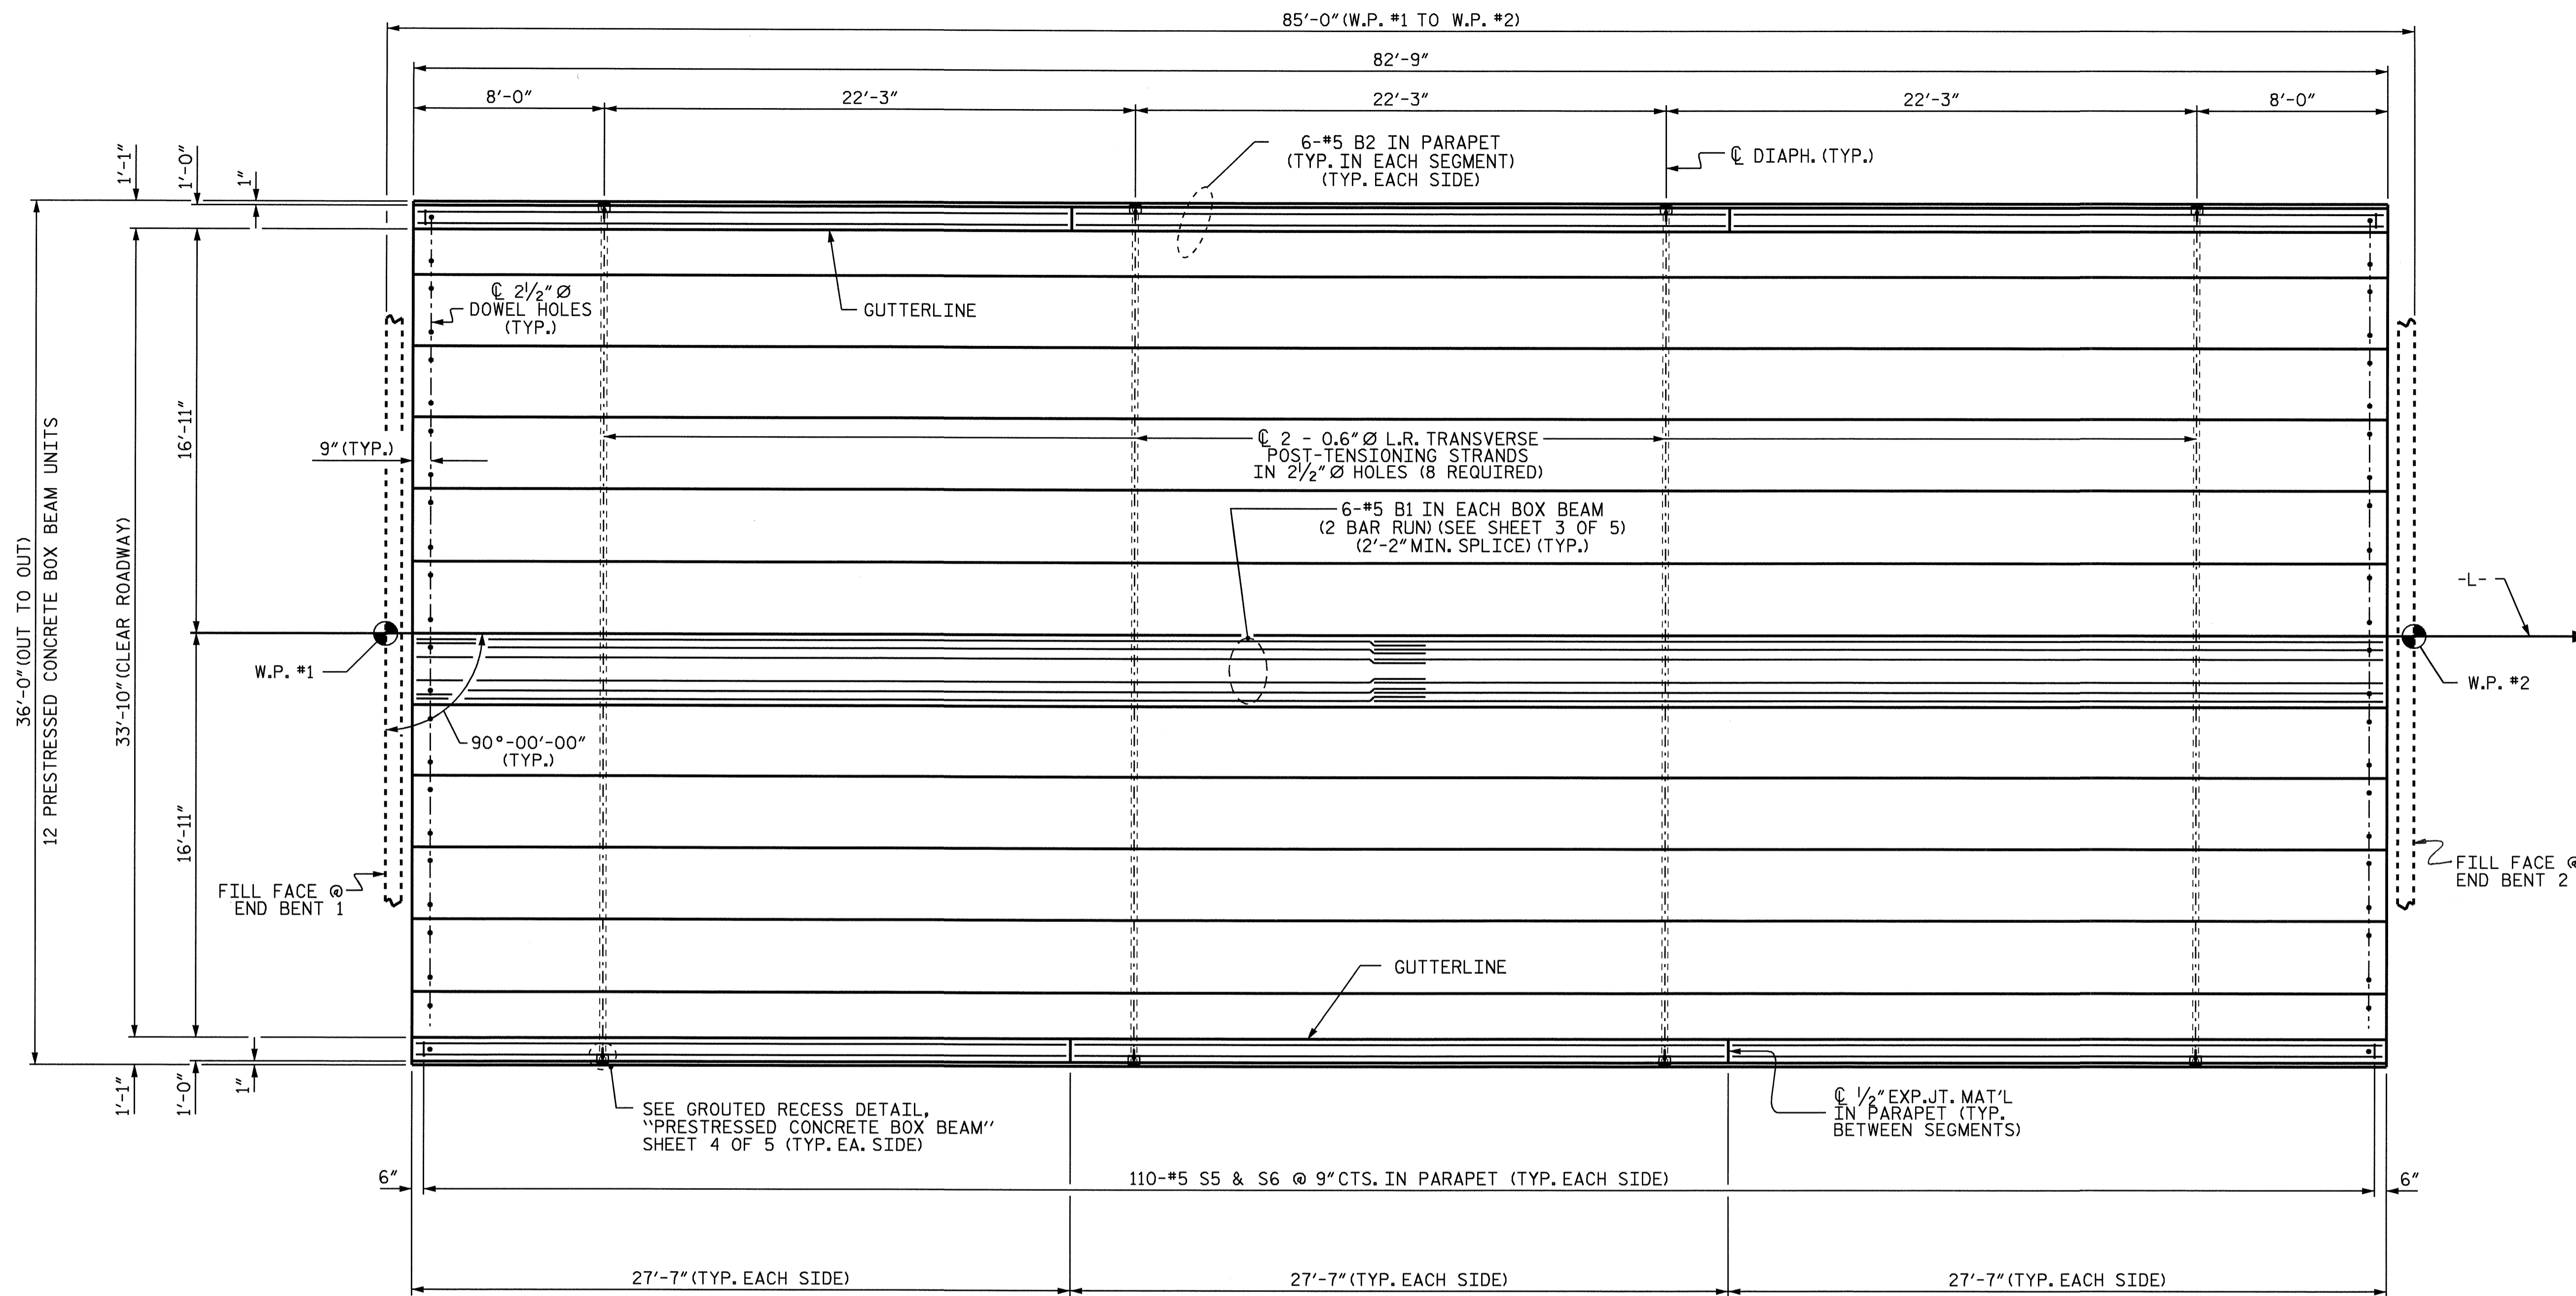 85'-0" (W.P. #1 TO W.P. #2)
82'-9"
8'-0"
22'-3"
22'-3"
22'-3"
8'-0"
1'-1"
1'-0"
1"
6-#5 B2 IN PARAPET
(TYP. IN EACH SEGMENT)
(TYP. EACH SIDE)
℄ DIAPH. (TYP.)
℄ 2½" Ø
DOWEL HOLES
(TYP.)
GUTTERLINE
36'-0" (OUT TO OUT)
12 PRESTRESSED CONCRETE BOX BEAM UNITS
33'-10" (CLEAR ROADWAY)
16'-11"
9" (TYP.)
℄ 2 - 0.6" Ø L.R. TRANSVERSE
POST-TENSIONING STRANDS
IN 2½" Ø HOLES (8 REQUIRED)
6-#5 B1 IN EACH BOX BEAM
(2 BAR RUN) (SEE SHEET 3 OF 5)
(2'-2" MIN. SPLICE) (TYP.)
-L-
W.P. #1
W.P. #2
90°-00'-00"
(TYP.)
16'-11"
FILL FACE @
END BENT 1
FILL FACE @
END BENT 2
GUTTERLINE
1'-1"
1'-0"
1"
SEE GROUTED RECESS DETAIL,
"PRESTRESSED CONCRETE BOX BEAM"
SHEET 4 OF 5 (TYP. EA. SIDE)
℄ ½" EXP. JT. MAT'L
IN PARAPET (TYP.
BETWEEN SEGMENTS)
6"
110-#5 S5 & S6 @ 9" CTS. IN PARAPET (TYP. EACH SIDE)
6"
27'-7" (TYP. EACH SIDE)
27'-7" (TYP. EACH SIDE)
27'-7" (TYP. EACH SIDE)